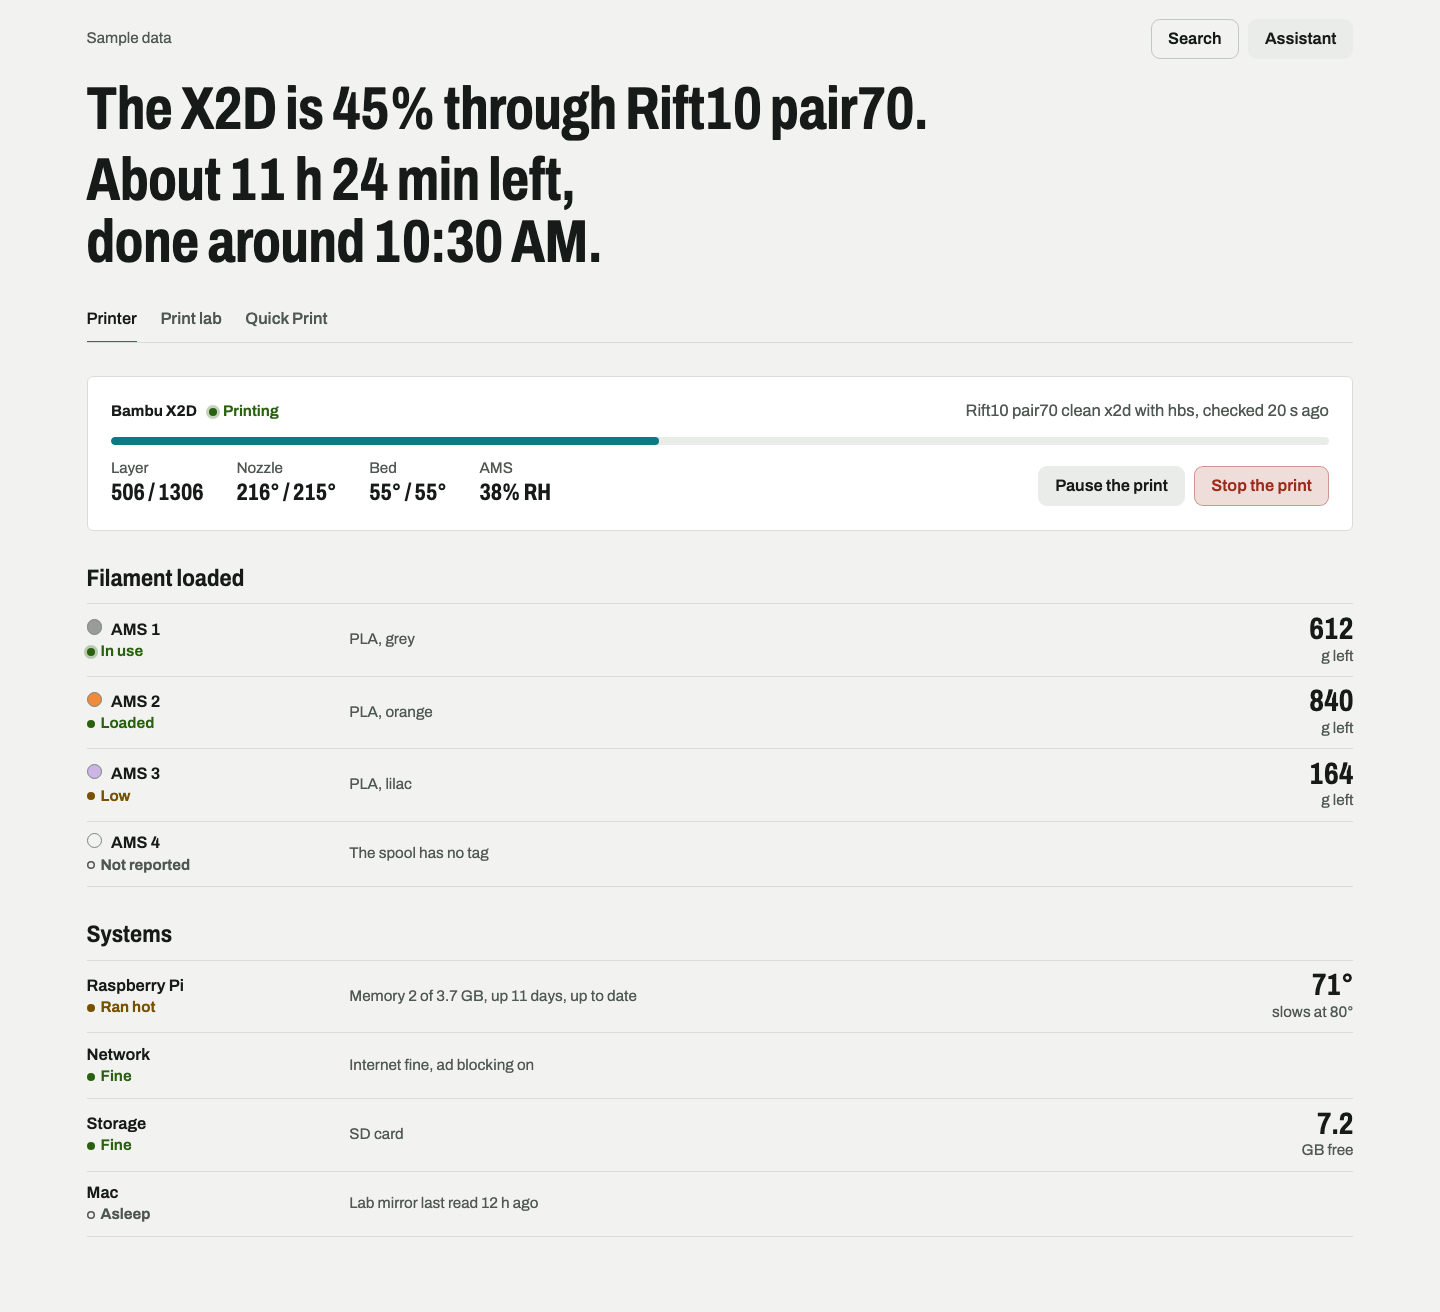 Sample data
Search
Assistant
The X2D is 45% through Rift10 pair70.
About 11 h 24 min left,
done around 10:30 AM.
Printer
Print lab
Quick Print
Bambu X2D
Printing
Rift10 pair70 clean x2d with hbs, checked 20 s ago
Layer
506 / 1306
Nozzle
216° / 215°
Bed
55° / 55°
AMS
38% RH
Pause the print
Stop the print
Filament loaded
AMS 1
In use
PLA, grey
612
g left
AMS 2
Loaded
PLA, orange
840
g left
AMS 3
Low
PLA, lilac
164
g left
AMS 4
Not reported
The spool has no tag
Systems
Raspberry Pi
Ran hot
Memory 2 of 3.7 GB, up 11 days, up to date
71°
slows at 80°
Network
Fine
Internet fine, ad blocking on
Storage
Fine
SD card
7.2
GB free
Mac
Asleep
Lab mirror last read 12 h ago